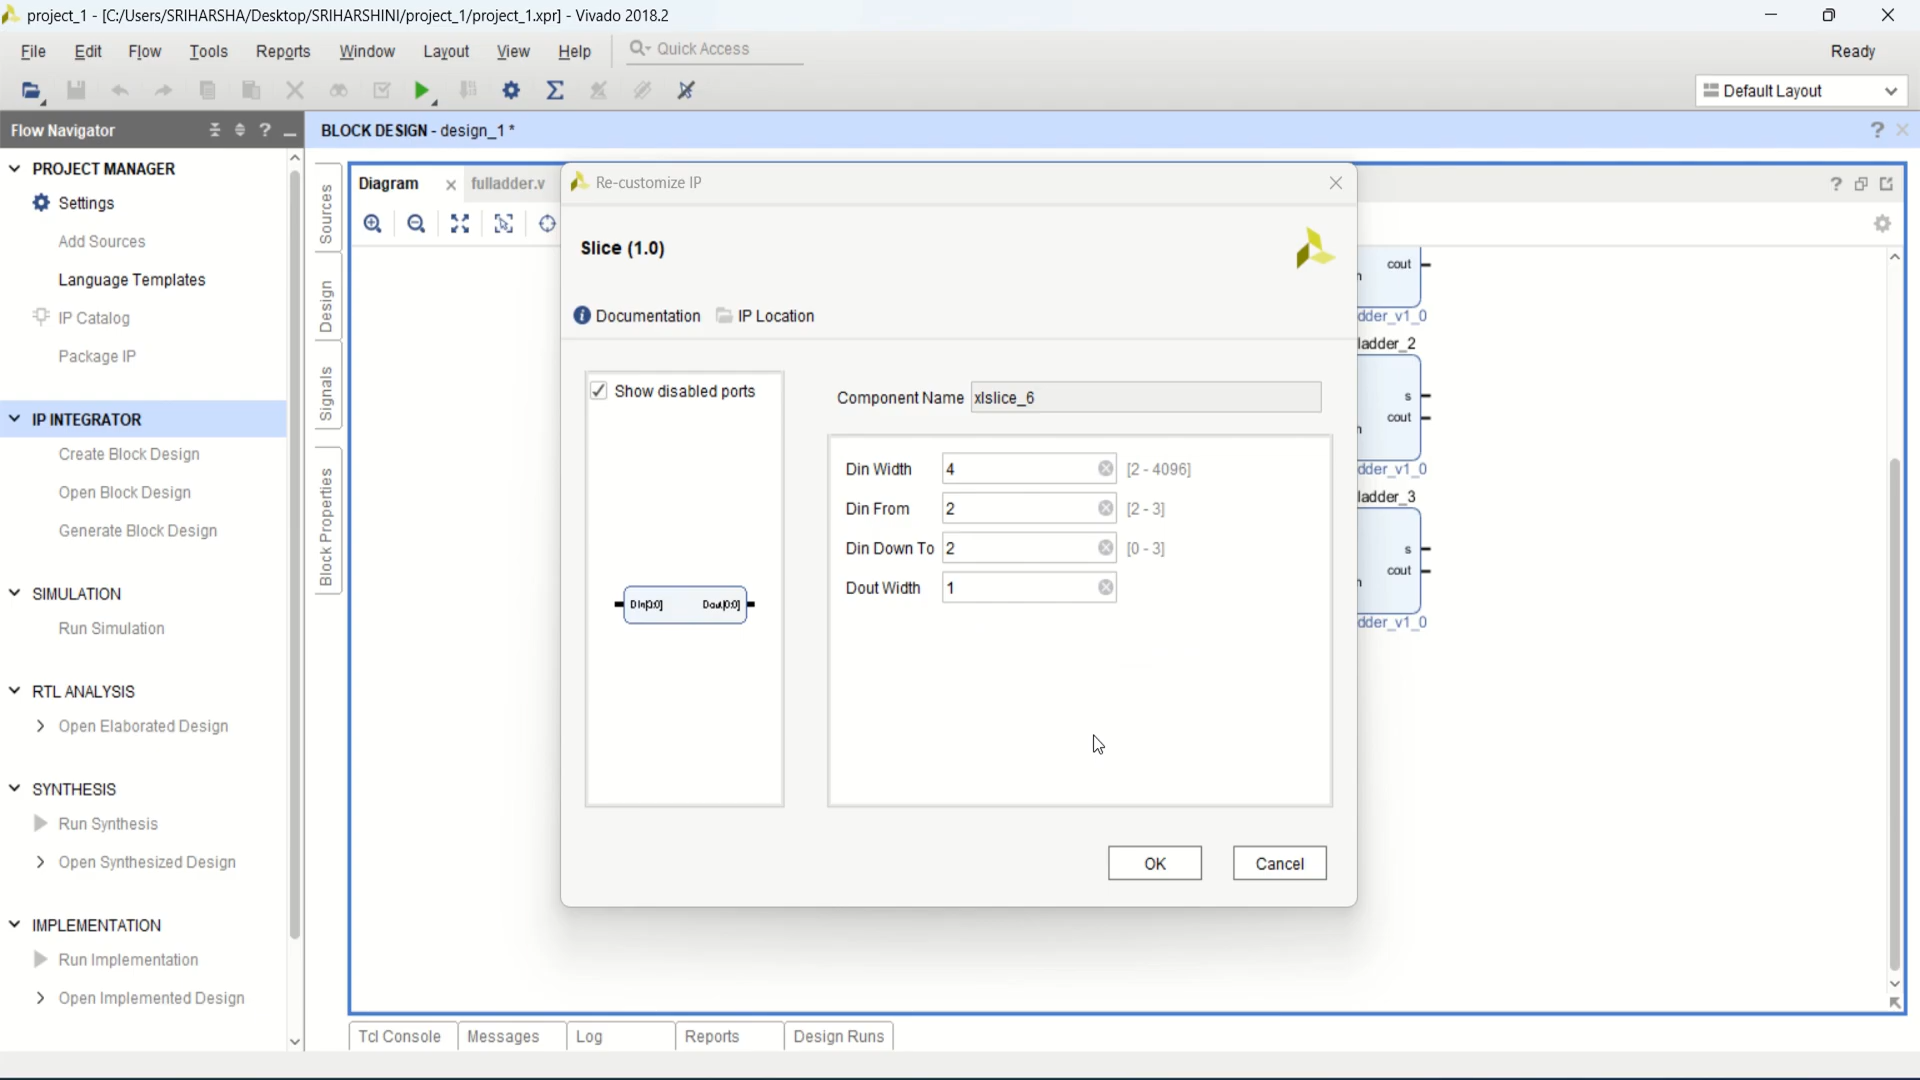 project_1 - [C:/Users/SRIHARSHA/Desktop/SRIHARSHINI/project_1/project_1.xpr] - Vivado 2018.2
File Edit Flow Tools Reports Window Layout View Help Quick Access
Ready
Default Layout
Flow Navigator
PROJECT MANAGER
Settings
Add Sources
Language Templates
IP Catalog
Package IP
IP INTEGRATOR
Create Block Design
Open Block Design
Generate Block Design
SIMULATION
Run Simulation
RTL ANALYSIS
Open Elaborated Design
SYNTHESIS
Run Synthesis
Open Synthesized Design
IMPLEMENTATION
Run Implementation
Open Implemented Design
BLOCK DESIGN - design_1 *
Sources
Design
Signals
Block Properties
Diagram fulladder.v
Re-customize IP
Slice (1.0)
Documentation IP Location
Show disabled ports
Component Name xlslice_6
Din Width 4 [2 - 4096]
Din From 2 [2 - 3]
Din Down To 2 [0 - 3]
Dout Width 1
Din[3:0] Dout[0:0]
OK Cancel
cout
dder_v1_0
ladder_2
s
cout
dder_v1_0
ladder_3
s
cout
dder_v1_0
Tcl Console Messages Log Reports Design Runs